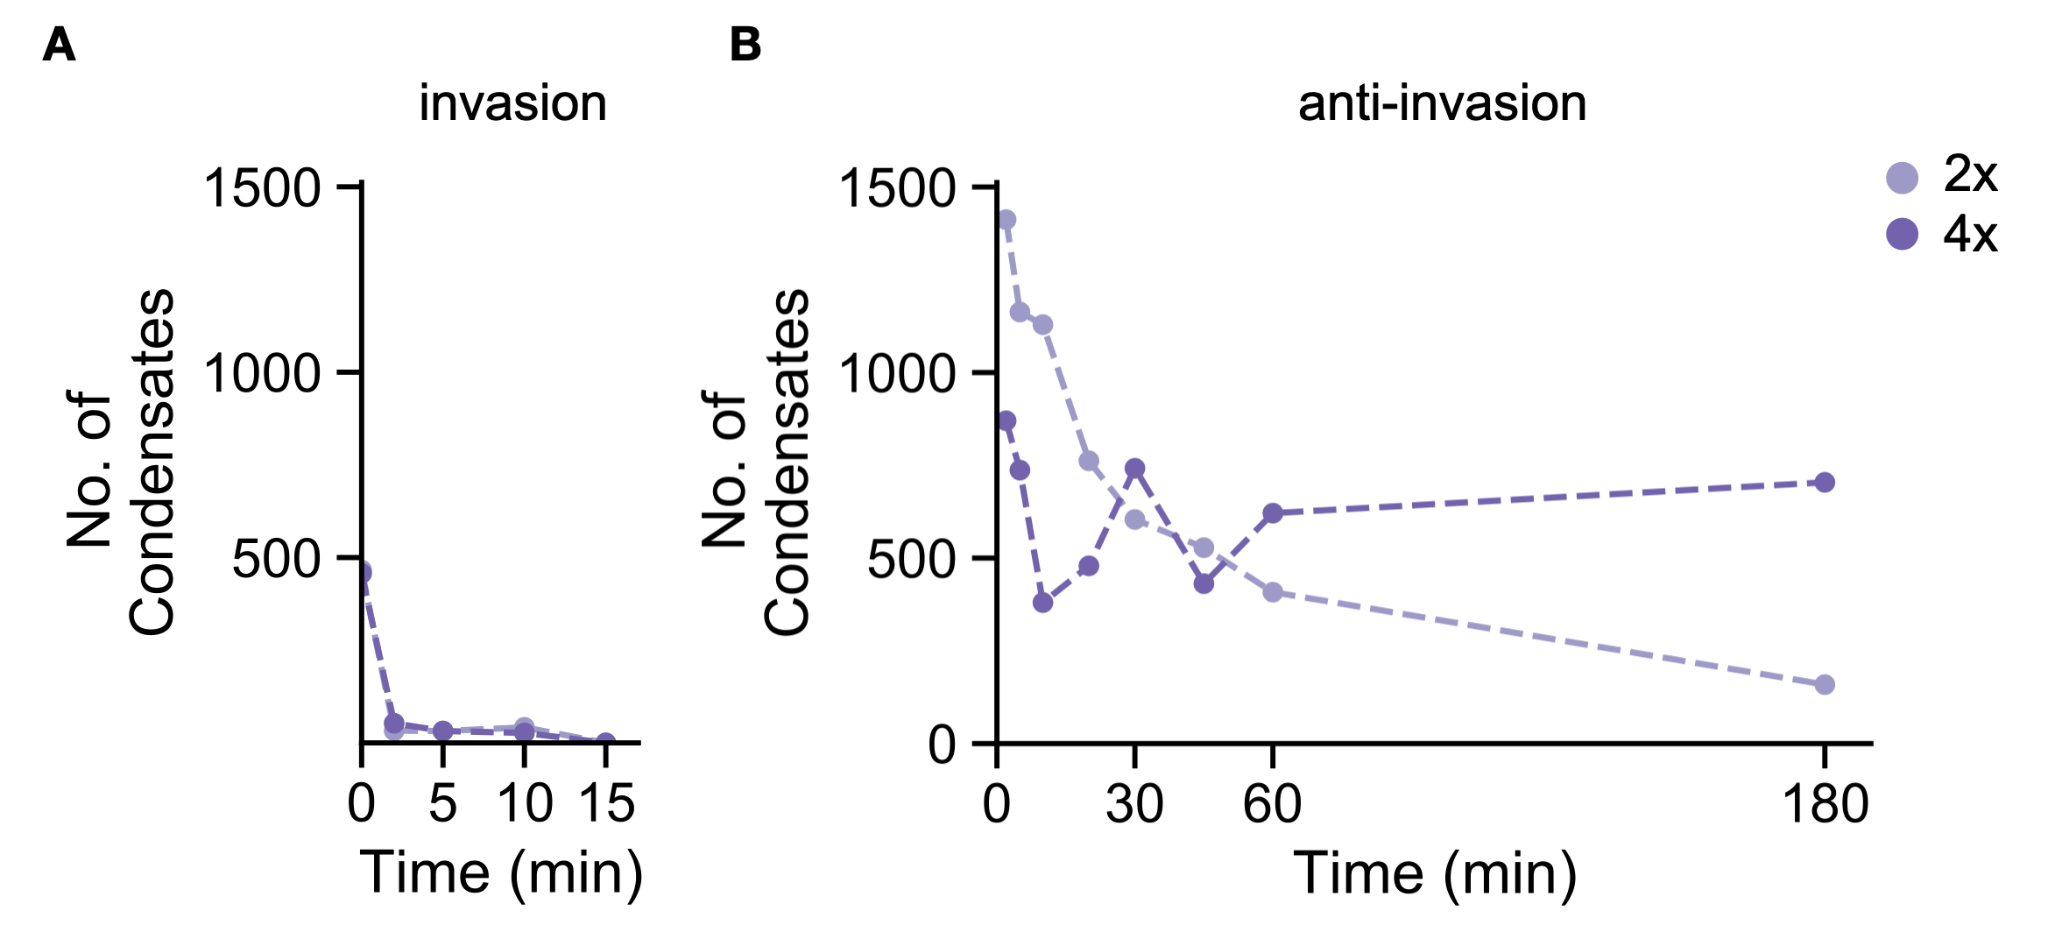 A
invasion
1500
1000
500
No. of
Condensates
0 5 10 15
Time (min)
B
anti-invasion
1500
1000
500
0
No. of
Condensates
0 30 60 180
Time (min)
2x
4x